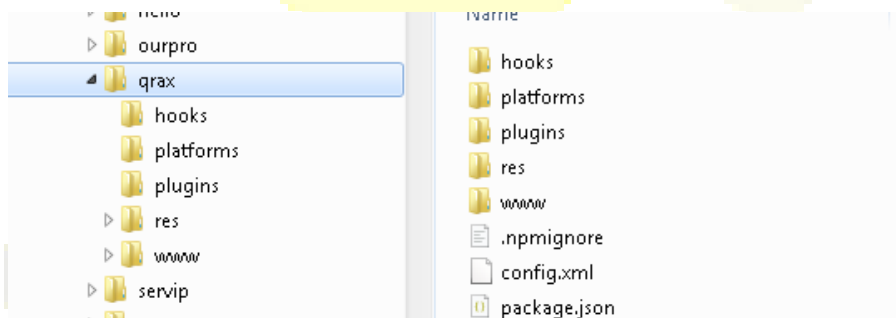 hello
ourpro
qrax
hooks
platforms
plugins
res
www
servip
Name
hooks
platforms
plugins
res
www
.npmignore
config.xml
package.json